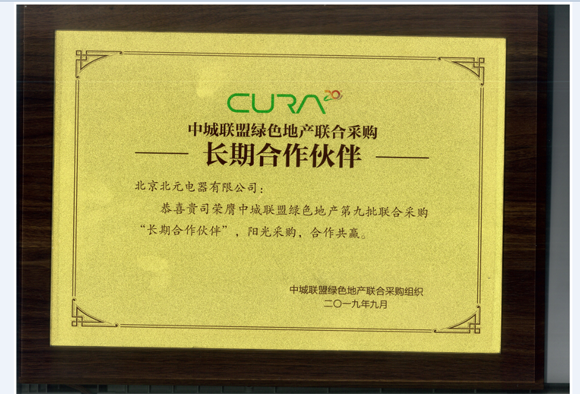 CURA 20
中城联盟绿色地产联合采购
长期合作伙伴
北京北元电器有限公司：
恭喜贵司荣膺中城联盟绿色地产第九批联合采购
“长期合作伙伴”，阳光采购，合作共赢。
中城联盟绿色地产联合采购组织
二〇一九年九月